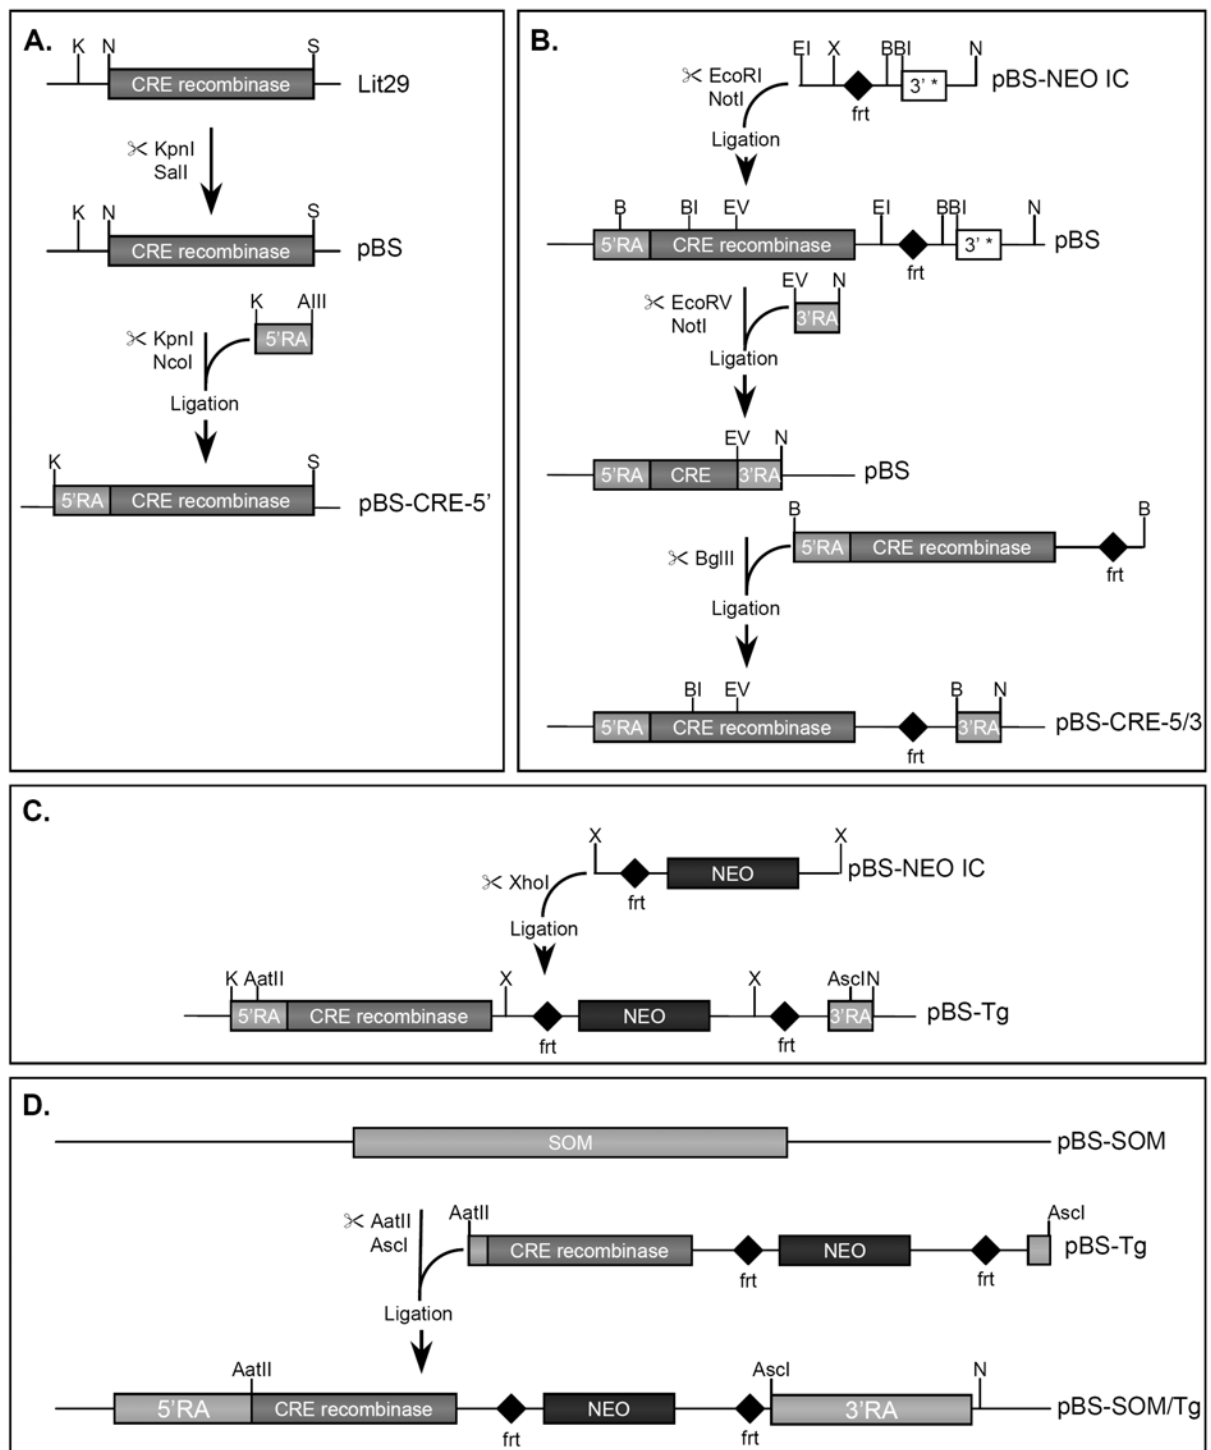 A.
K N S
CRE recombinase Lit29
KpnI
SalI
K N S
CRE recombinase pBS
K AIII
KpnI
NcoI
5'RA
Ligation
K S
5'RA CRE recombinase pBS-CRE-5'
B.
EI X BBI N
EcoRI
NotI
3' * pBS-NEO IC
frt
Ligation
B BI EV EI BBI N
5'RA CRE recombinase 3' * pBS
frt
EcoRV
NotI
EV N
3'RA
Ligation
EV N
5'RA CRE 3'RA pBS
B B
BglII
5'RA CRE recombinase
frt
Ligation
BI EV B N
5'RA CRE recombinase 3'RA pBS-CRE-5/3
frt
C.
X X
XhoI
NEO pBS-NEO IC
frt
Ligation
K AatII X X AscI N
5'RA CRE recombinase NEO 3'RA pBS-Tg
frt frt
D.
SOM pBS-SOM
AatII
AscI
AatII AscI
CRE recombinase NEO pBS-Tg
frt frt
Ligation
AatII AscI N
5'RA CRE recombinase NEO 3'RA pBS-SOM/Tg
frt frt